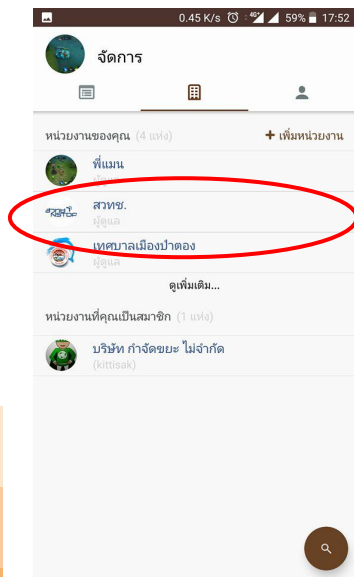 0.45 K/s 4G 59% 17:52
จัดการ
หน่วยงานของคุณ (4 แห่ง) + เพิ่มหน่วยงาน
พี่แมน
ผู้ดูแล
สวทช.
NSTDA
ผู้ดูแล
เทศบาลเมืองป่าตอง
ผู้ดูแล
ดูเพิ่มเติม...
หน่วยงานที่คุณเป็นสมาชิก (1 แห่ง)
บริษัท กำจัดขยะ ไม่จำกัด
(kittisak)